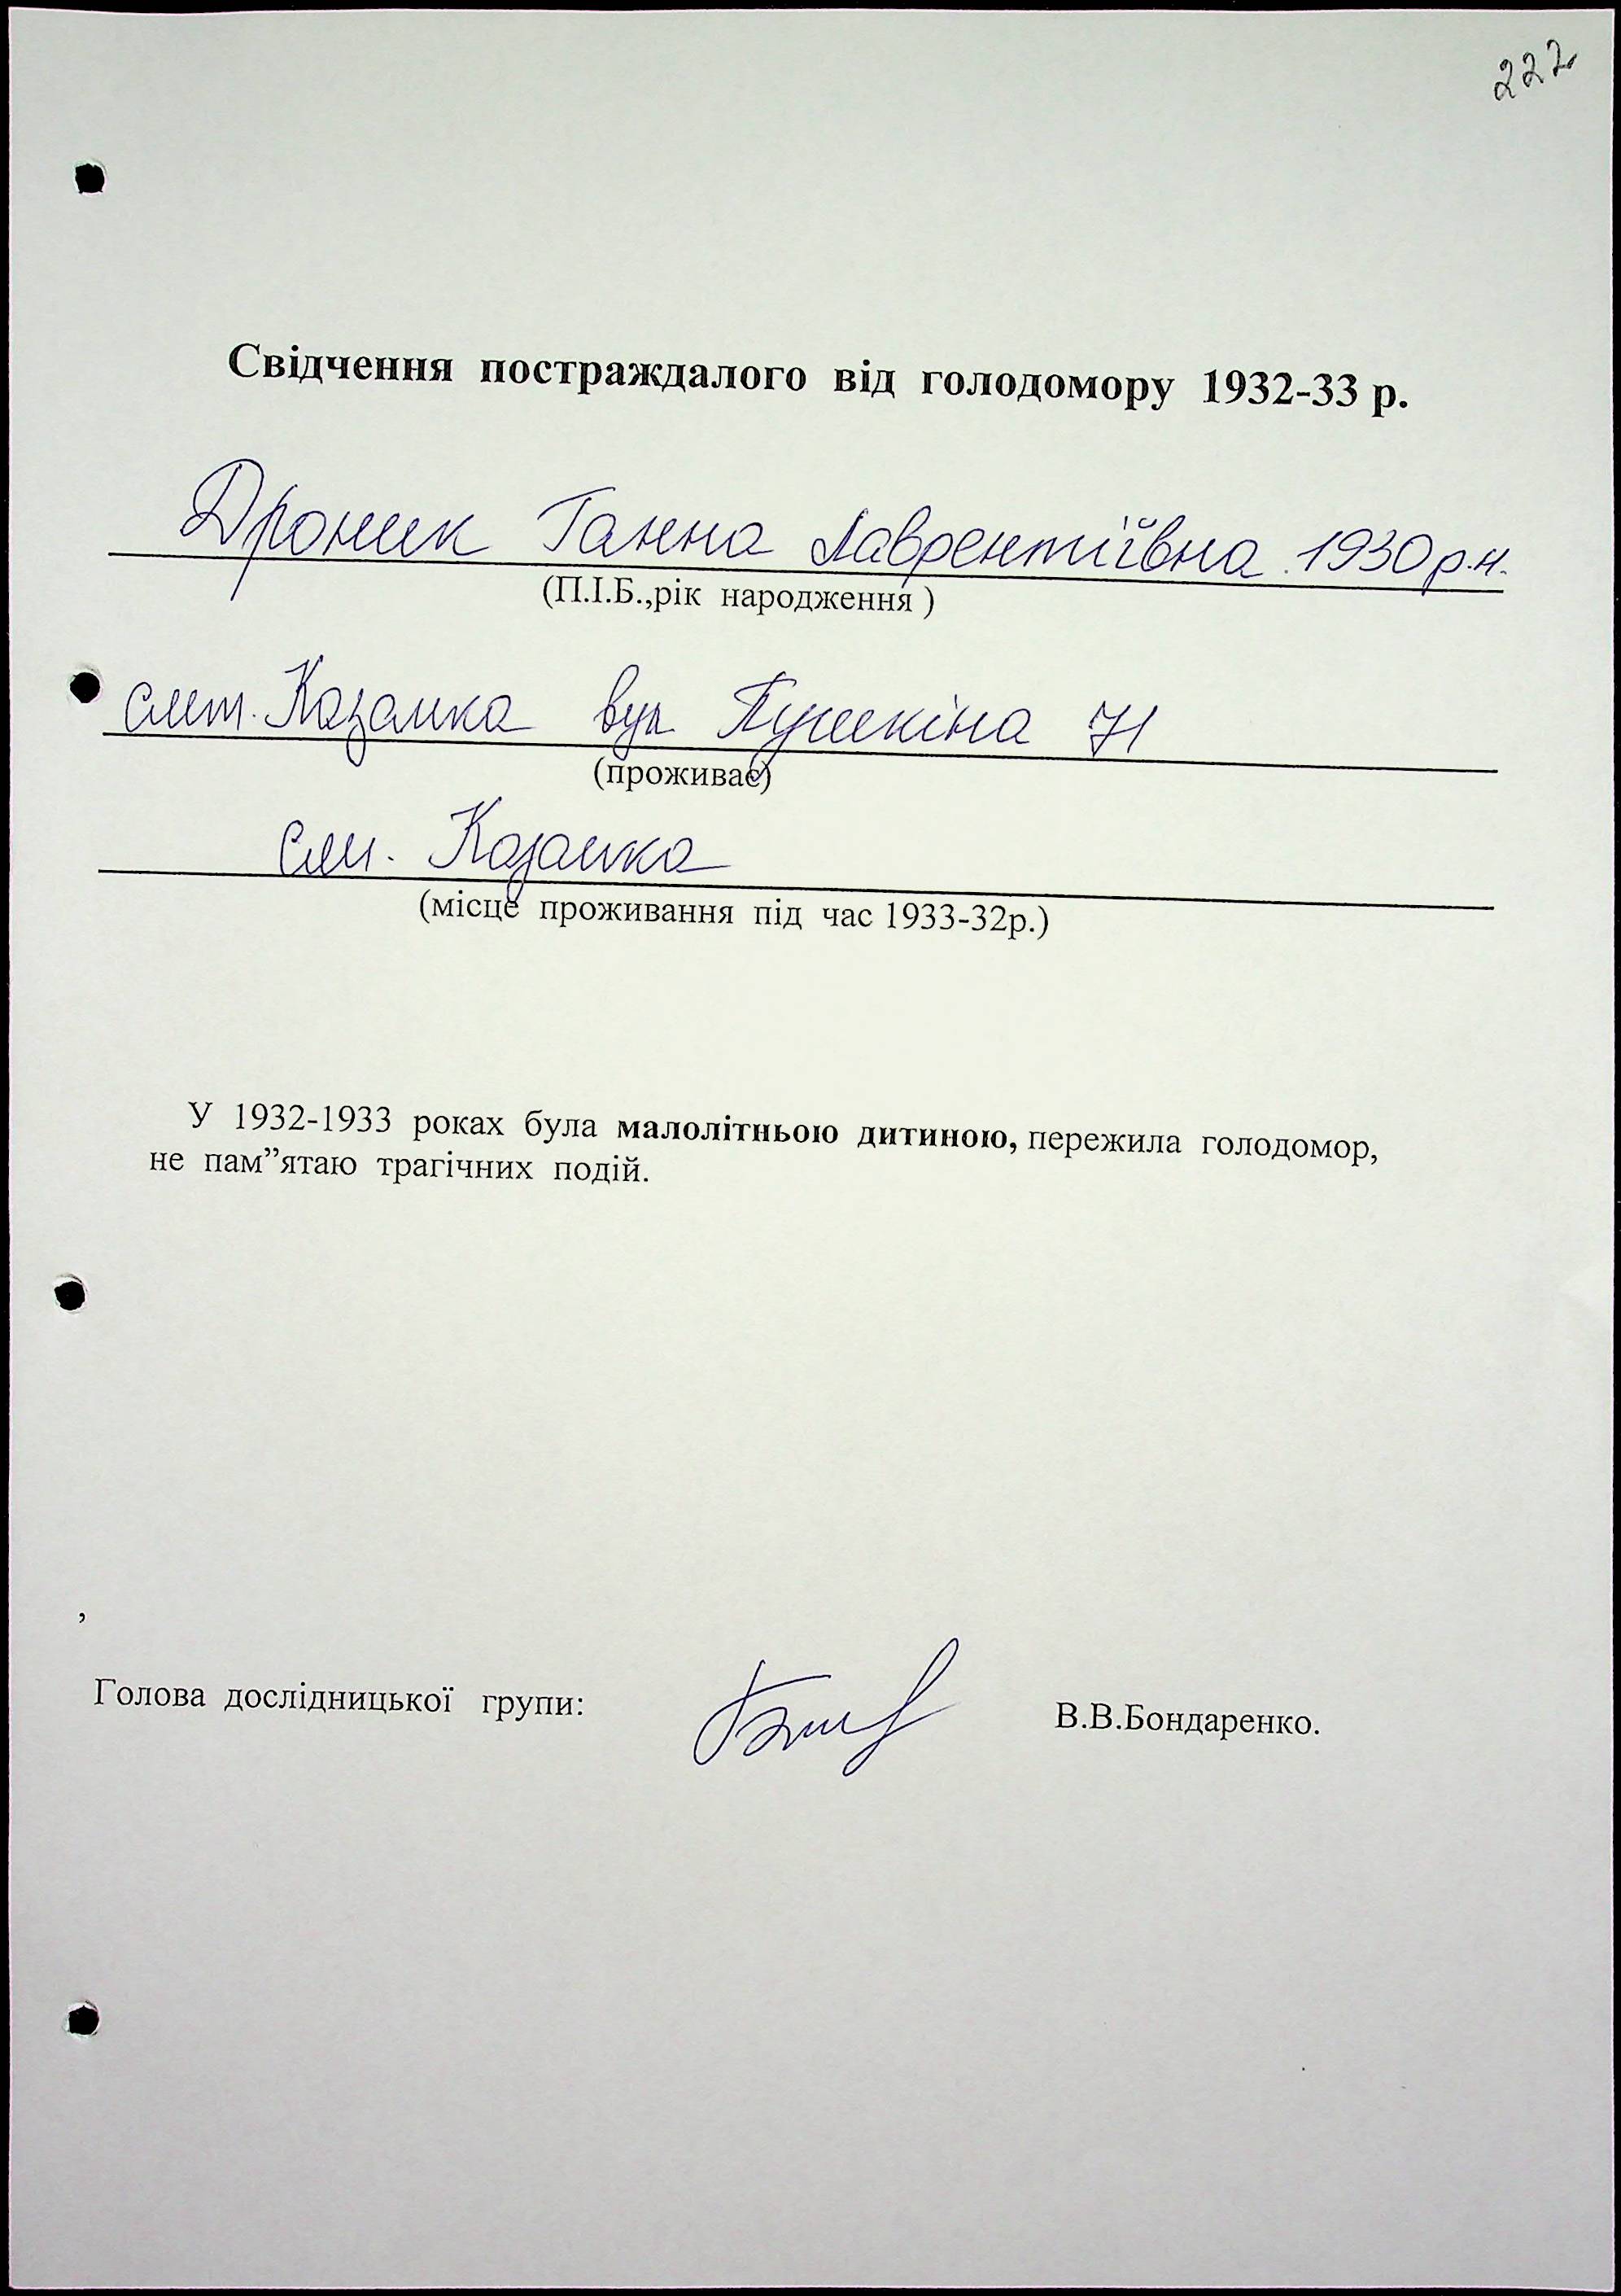 222
Свідчення постраждалого від голодомору 1932-33 р.
Дроник Ганна Лаврентіївна 1930 р.н.
(П.І.Б.,рік народження )
смт. Казанка вул Пушкіна 71
(проживає)
смт. Казанка
(місце проживання під час 1933-32р.)
У 1932-1933 роках була малолітньою дитиною, пережила голодомор,
не пам”ятаю трагічних подій.
,
Голова дослідницької групи: В.В.Бондаренко.